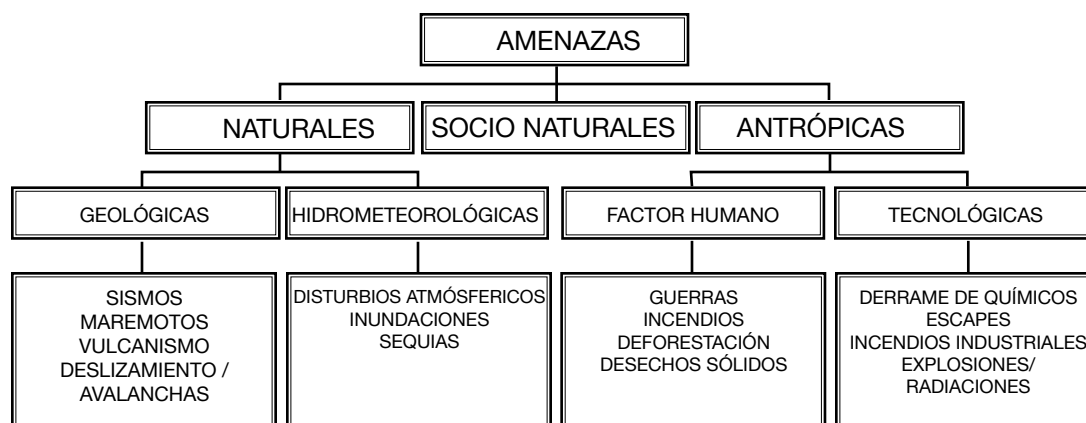 AMENAZAS
NATURALES
SOCIO NATURALES
ANTRÓPICAS
GEOLÓGICAS
HIDROMETEOROLÓGICAS
FACTOR HUMANO
TECNOLÓGICAS
SISMOS
MAREMOTOS
VULCANISMO
DESLIZAMIENTO /
AVALANCHAS
DISTURBIOS ATMÓSFERICOS
INUNDACIONES
SEQUIAS
GUERRAS
INCENDIOS
DEFORESTACIÓN
DESECHOS SÓLIDOS
DERRAME DE QUÍMICOS
ESCAPES
INCENDIOS INDUSTRIALES
EXPLOSIONES/
RADIACIONES